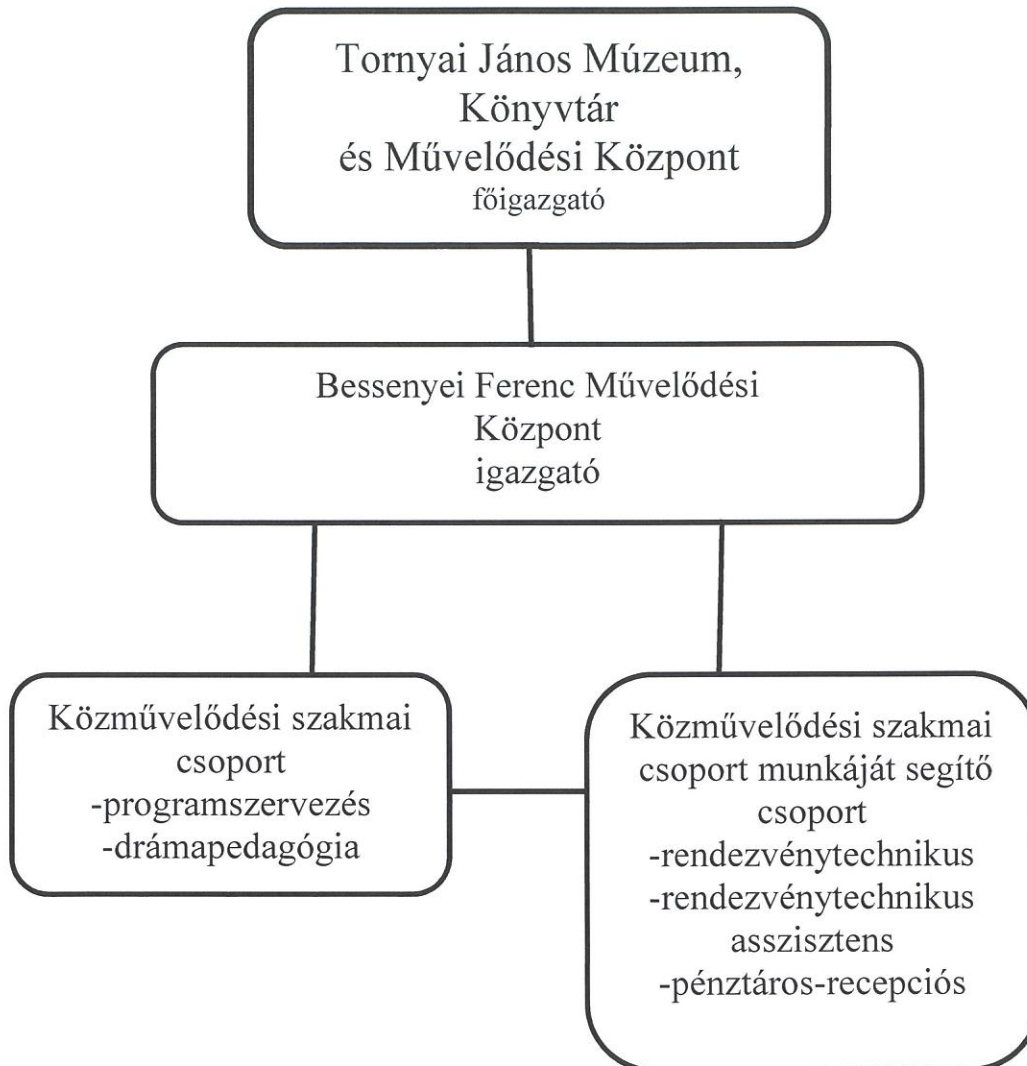 Tornyai János Múzeum,
Könyvtár
és Művelődési Központ
főigazgató
Bessenyei Ferenc Művelődési
Központ
igazgató
Közművelődési szakmai
csoport
-programszervezés
-drámapedagógia
Közművelődési szakmai
csoport munkáját segítő
csoport
-rendezvénytechnikus
-rendezvénytechnikus
asszisztens
-pénztáros-recepciós